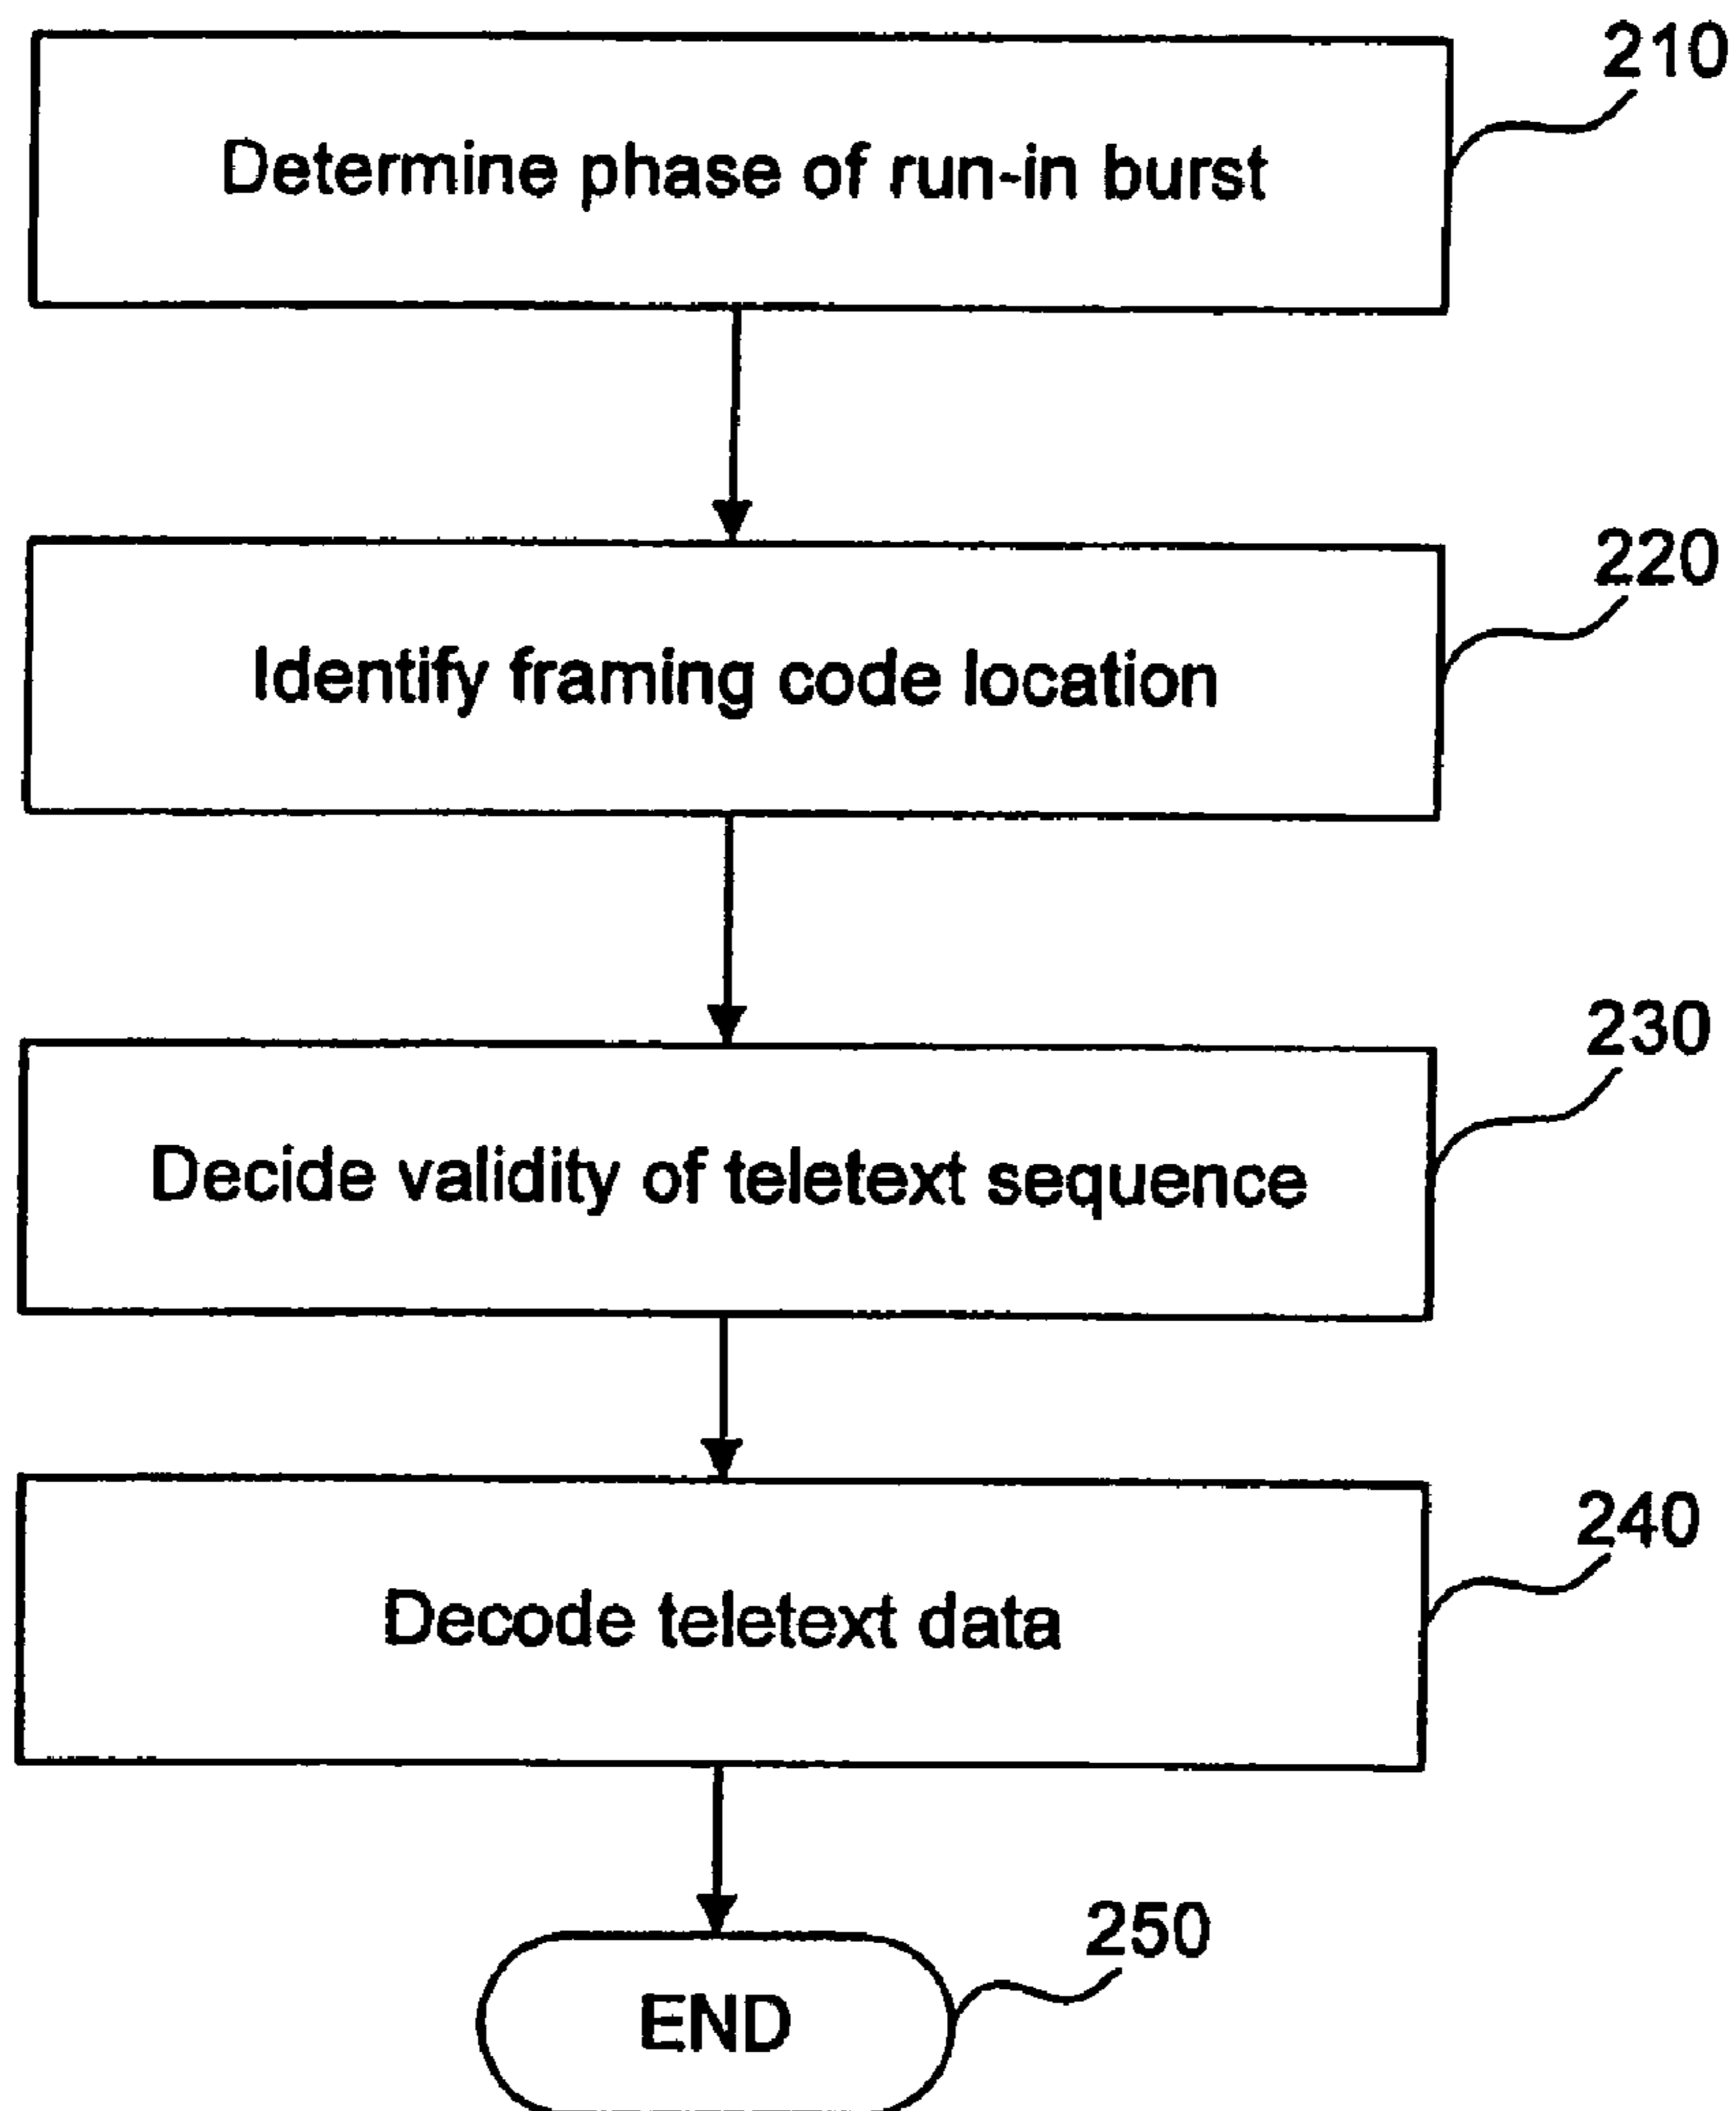 210
Determine phase of run-in burst
220
Identify framing code location
230
Decide validity of teletext sequence
240
Decode teletext data
250
END